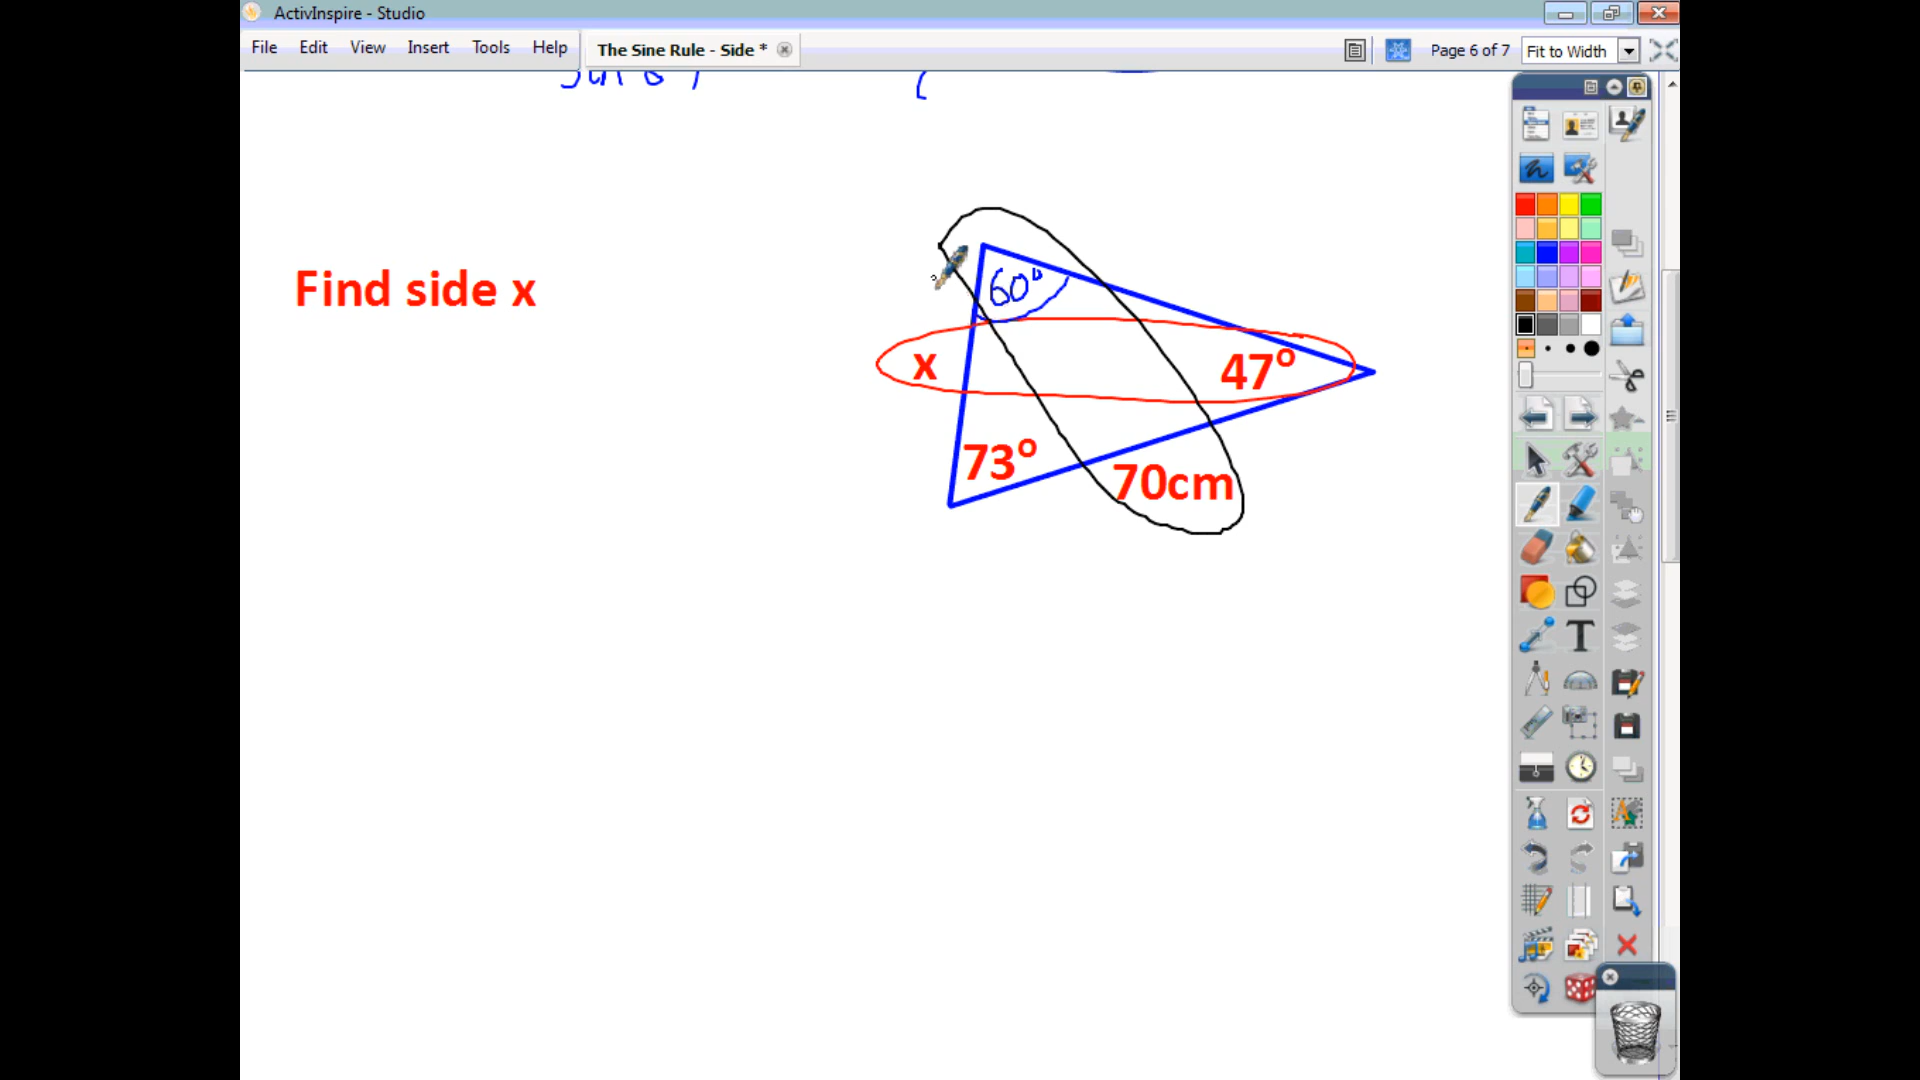 ActivInspire - Studio
File Edit View Insert Tools Help
The Sine Rule - Side *
Page 6 of 7
Fit to Width
Find side x
60°
x
47°
73°
70cm